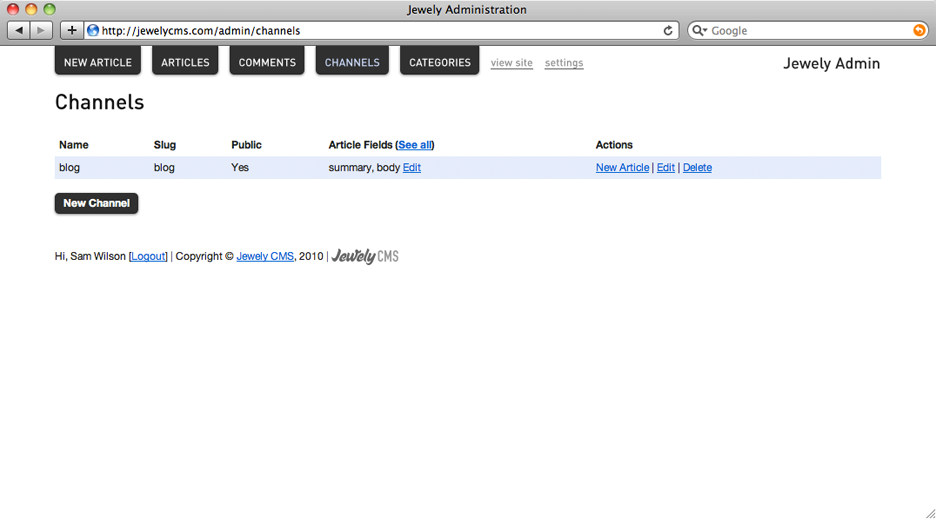 Jewely Administration
http://jewelycms.com/admin/channels
Google
NEW ARTICLE ARTICLES COMMENTS CHANNELS CATEGORIES view site settings Jewely Admin
Channels
Name Slug Public Article Fields (See all) Actions
blog blog Yes summary, body Edit New Article | Edit | Delete
New Channel
Hi, Sam Wilson [Logout] | Copyright © Jewely CMS, 2010 | Jewely CMS